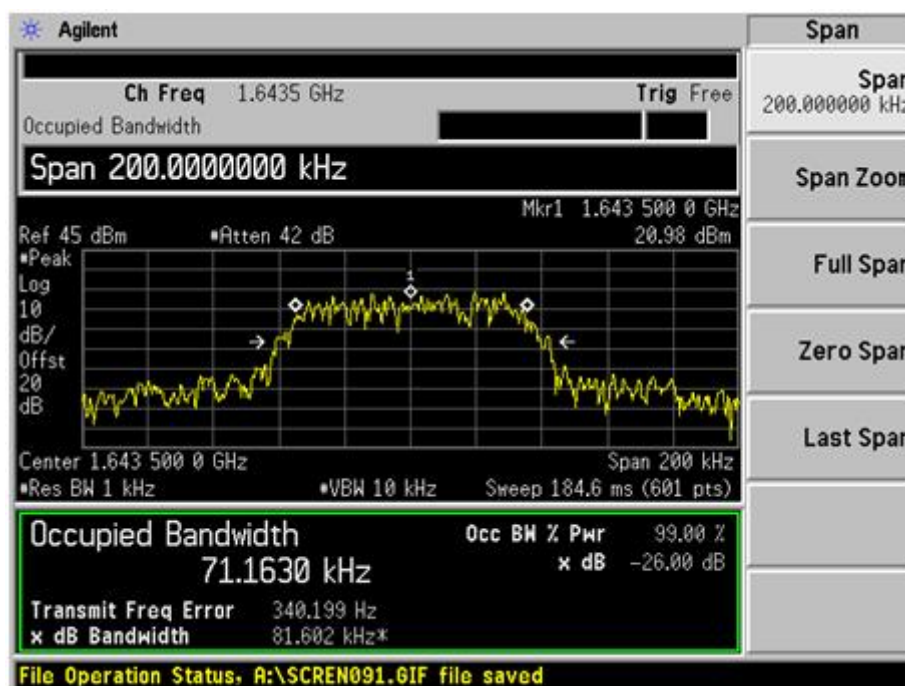 Agilent
Span
Ch Freq 1.6435 GHz Trig Free
Occupied Bandwidth
Span 200.0000000 kHz
Mkr1 1.643 500 0 GHz
Ref 45 dBm *Atten 42 dB 20.98 dBm
*Peak
Log
10
dB/
Offst
20
dB
1
Center 1.643 500 0 GHz Span 200 kHz
*Res BW 1 kHz *VBW 10 kHz Sweep 184.6 ms (601 pts)
Occupied Bandwidth Occ BW % Pwr 99.00 %
71.1630 kHz x dB -26.00 dB
Transmit Freq Error 340.199 Hz
x dB Bandwidth 81.602 kHz*
File Operation Status, A:\SCREN091.GIF file saved
Span
200.000000 kHz
Span Zoom
Full Span
Zero Span
Last Span